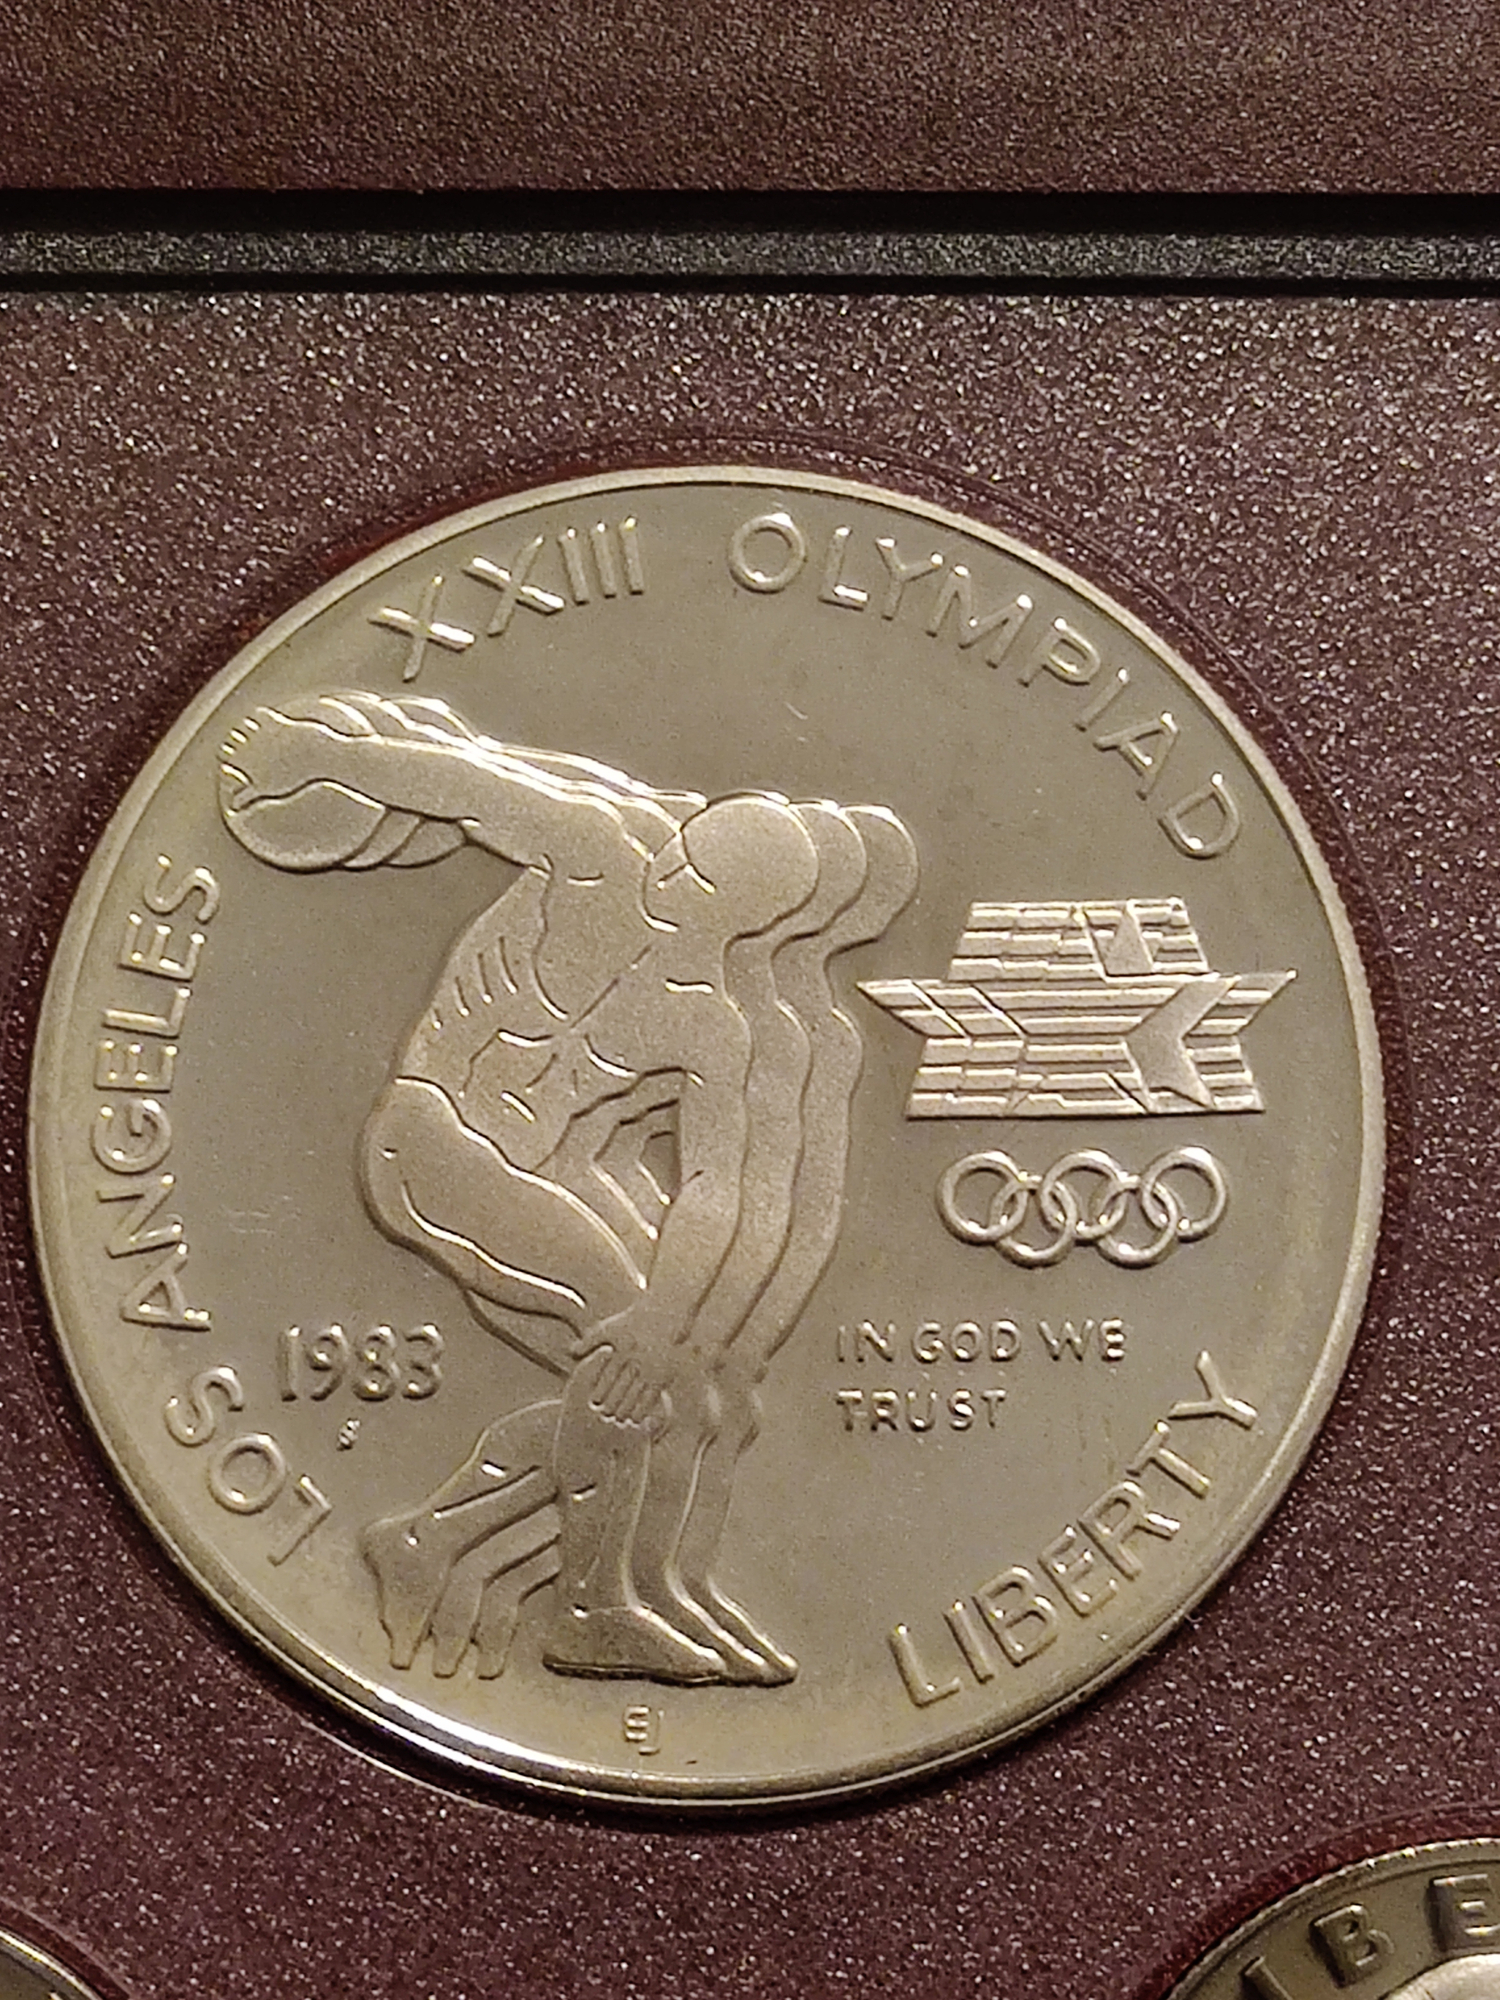 XXIII OLYMPIAD
LOS ANGELES
1983
S
IN GOD WE
TRUST
LIBERTY
EJ
IBE